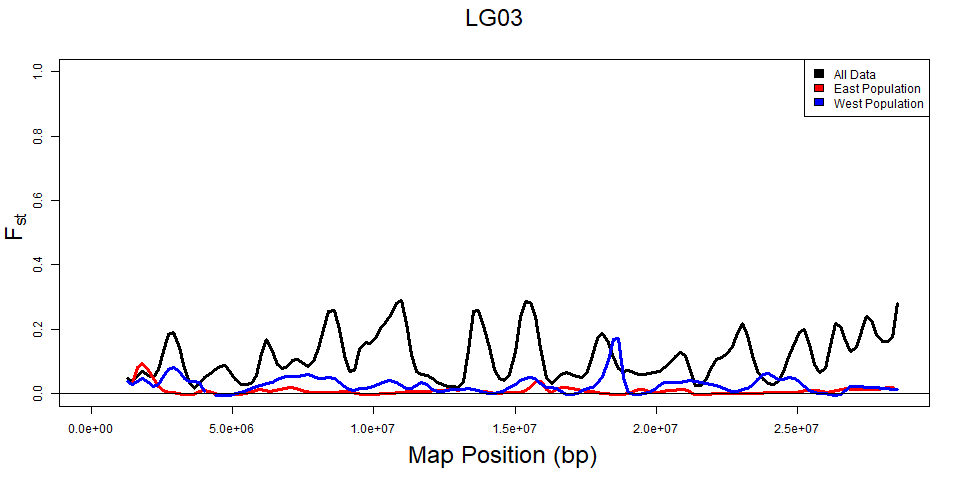 LG03
All Data
East Population
West Population
1.0
0.8
0.6
0.4
0.2
0.0
Fst
0.0e+00 5.0e+06 1.0e+07 1.5e+07 2.0e+07 2.5e+07
Map Position (bp)